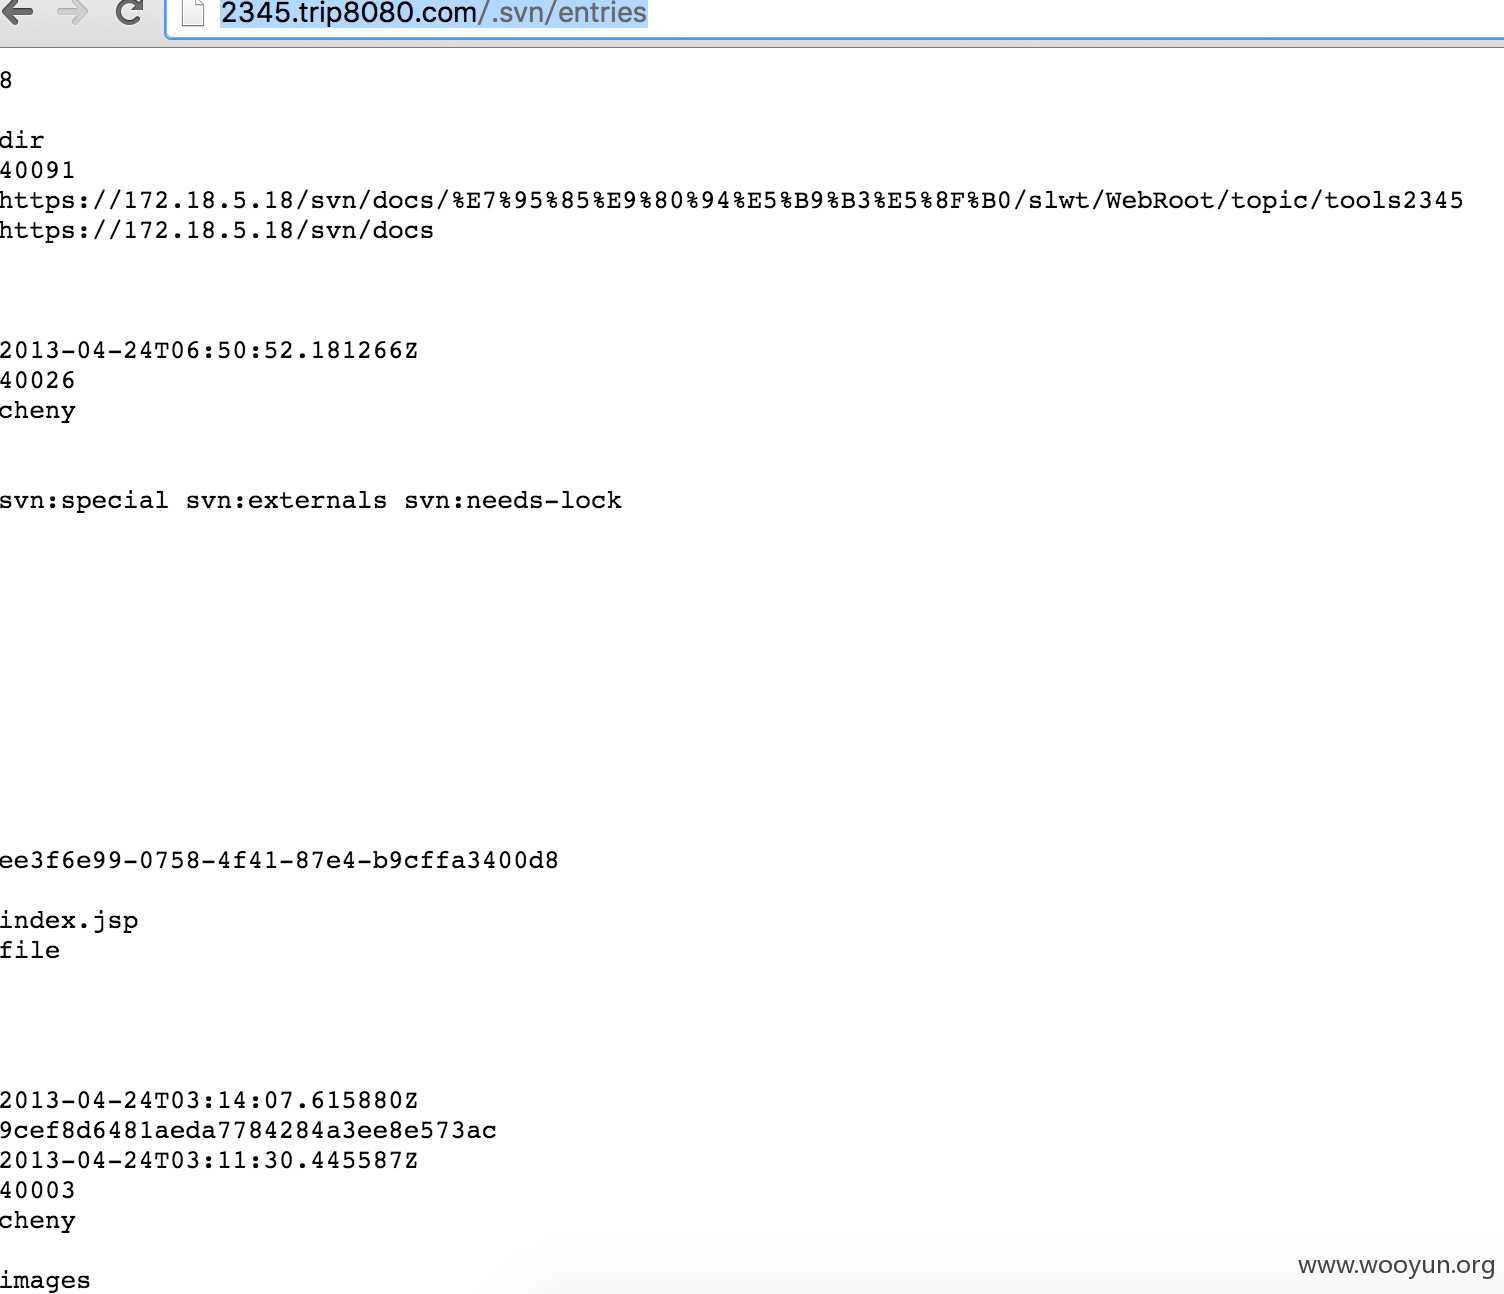 2345.trip8080.com/.svn/entries
8
dir
40091
https://172.18.5.18/svn/docs/%E7%95%85%E9%80%94%E5%B9%B3%E5%8F%B0/slwt/WebRoot/topic/tools2345
https://172.18.5.18/svn/docs
2013-04-24T06:50:52.181266Z
40026
cheny
svn:special svn:externals svn:needs-lock
ee3f6e99-0758-4f41-87e4-b9cffa3400d8
index.jsp
file
2013-04-24T03:14:07.615880Z
9cef8d6481aeda7784284a3ee8e573ac
2013-04-24T03:11:30.445587Z
40003
cheny
images
www.wooyun.org